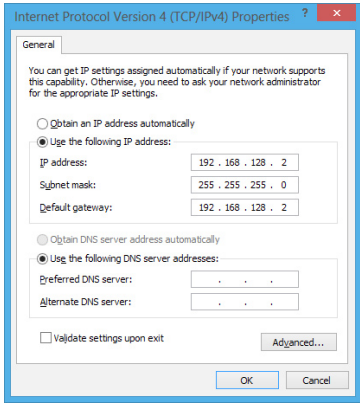 Internet Protocol Version 4 (TCP/IPv4) Properties ? ×
General
You can get IP settings assigned automatically if your network supports
this capability. Otherwise, you need to ask your network administrator
for the appropriate IP settings.
Obtain an IP address automatically
Use the following IP address:
IP address: 192 . 168 . 128 . 2
Subnet mask: 255 . 255 . 255 . 0
Default gateway: 192 . 168 . 128 . 2
Obtain DNS server address automatically
Use the following DNS server addresses:
Preferred DNS server: . . .
Alternate DNS server: . . .
Validate settings upon exit
Advanced...
OK Cancel